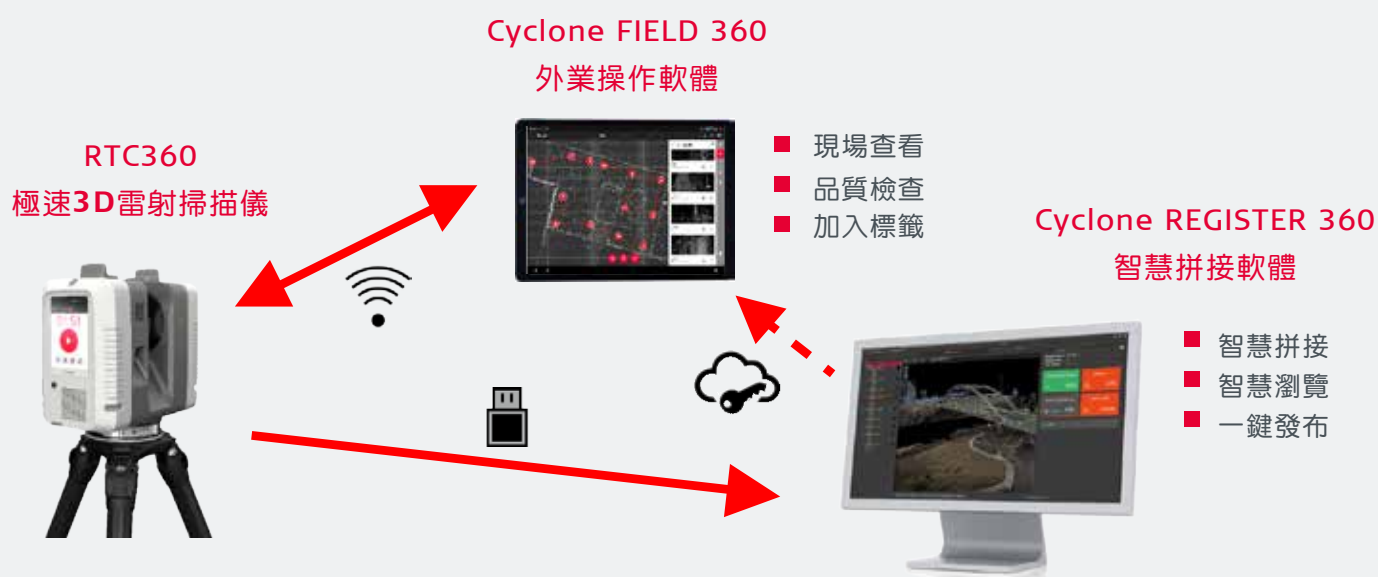 Cyclone FIELD 360
外業操作軟體
RTC360
極速3D雷射掃描儀
現場查看
品質檢查
加入標籤
Cyclone REGISTER 360
智慧拼接軟體
智慧拼接
智慧瀏覽
一鍵發布